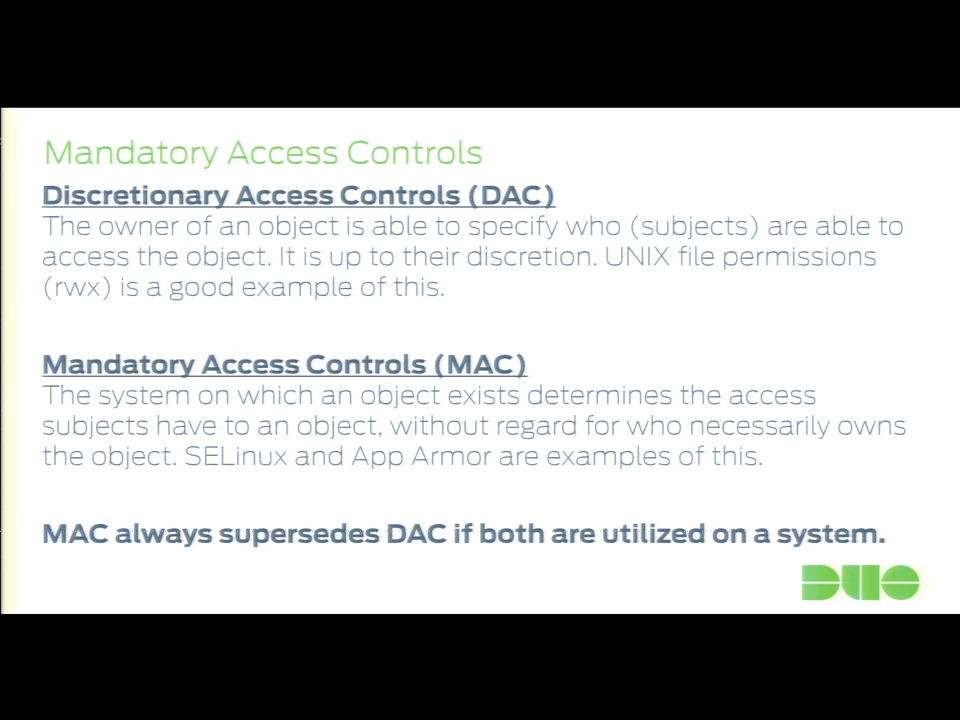 Mandatory Access Controls
Discretionary Access Controls (DAC)
The owner of an object is able to specify who (subjects) are able to
access the object. It is up to their discretion. UNIX file permissions
(rwx) is a good example of this.
Mandatory Access Controls (MAC)
The system on which an object exists determines the access
subjects have to an object, without regard for who necessarily owns
the object. SELinux and App Armor are examples of this.
MAC always supersedes DAC if both are utilized on a system.
DUO